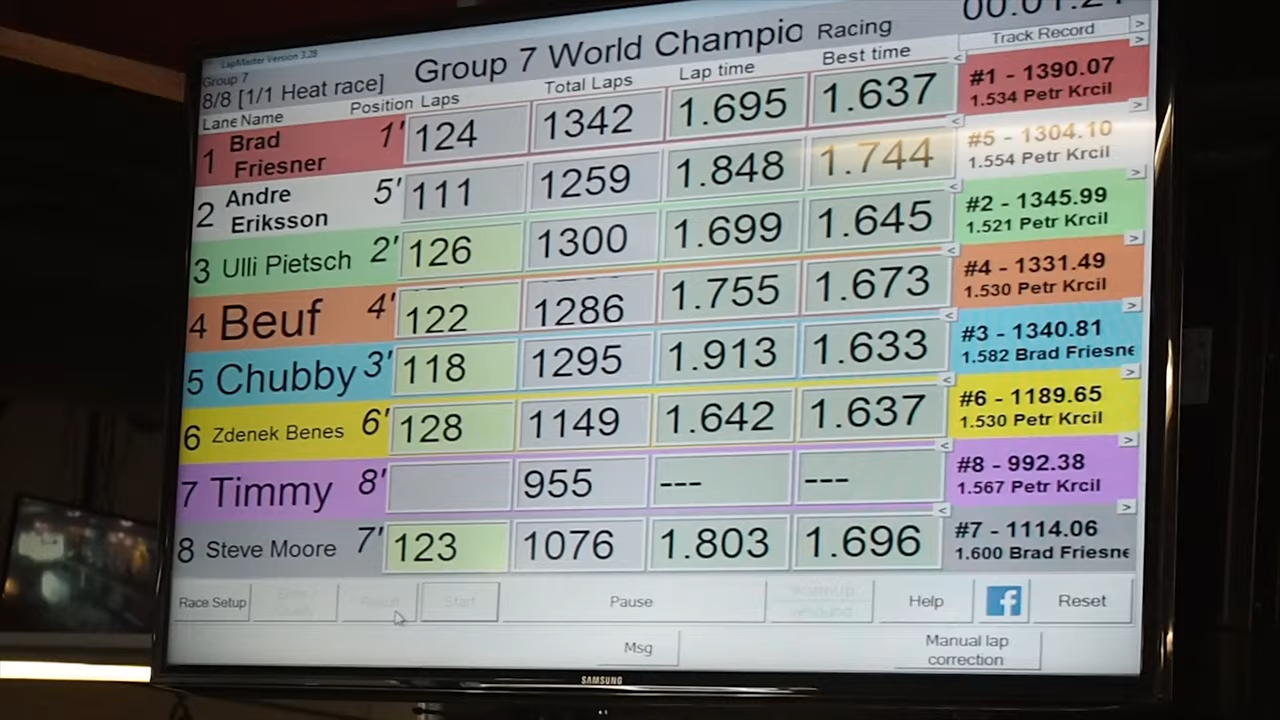 LapMaster Version 3.28
Group 7
8/8 [1/1 Heat race]
Group 7 World Champio Racing
00:01:21
Lane Name Position Laps Total Laps Lap time Best time Track Record
1 Brad Friesner 1' 124 1342 1.695 1.637 #1 - 1390.07
1.534 Petr Krcil
2 Andre Eriksson 5' 111 1259 1.848 1.744 #5 - 1304.10
1.554 Petr Krcil
3 Ulli Pietsch 2' 126 1300 1.699 1.645 #2 - 1345.99
1.521 Petr Krcil
4 Beuf 4' 122 1286 1.755 1.673 #4 - 1331.49
1.530 Petr Krcil
5 Chubby 3' 118 1295 1.913 1.633 #3 - 1340.81
1.582 Brad Friesne
6 Zdenek Benes 6' 128 1149 1.642 1.637 #6 - 1189.65
1.530 Petr Krcil
7 Timmy 8' 955 --- --- #8 - 992.38
1.567 Petr Krcil
8 Steve Moore 7' 123 1076 1.803 1.696 #7 - 1114.06
1.600 Brad Friesne
Race Setup Start Pause Help f Reset
Msg Manual lap
correction
SAMSUNG